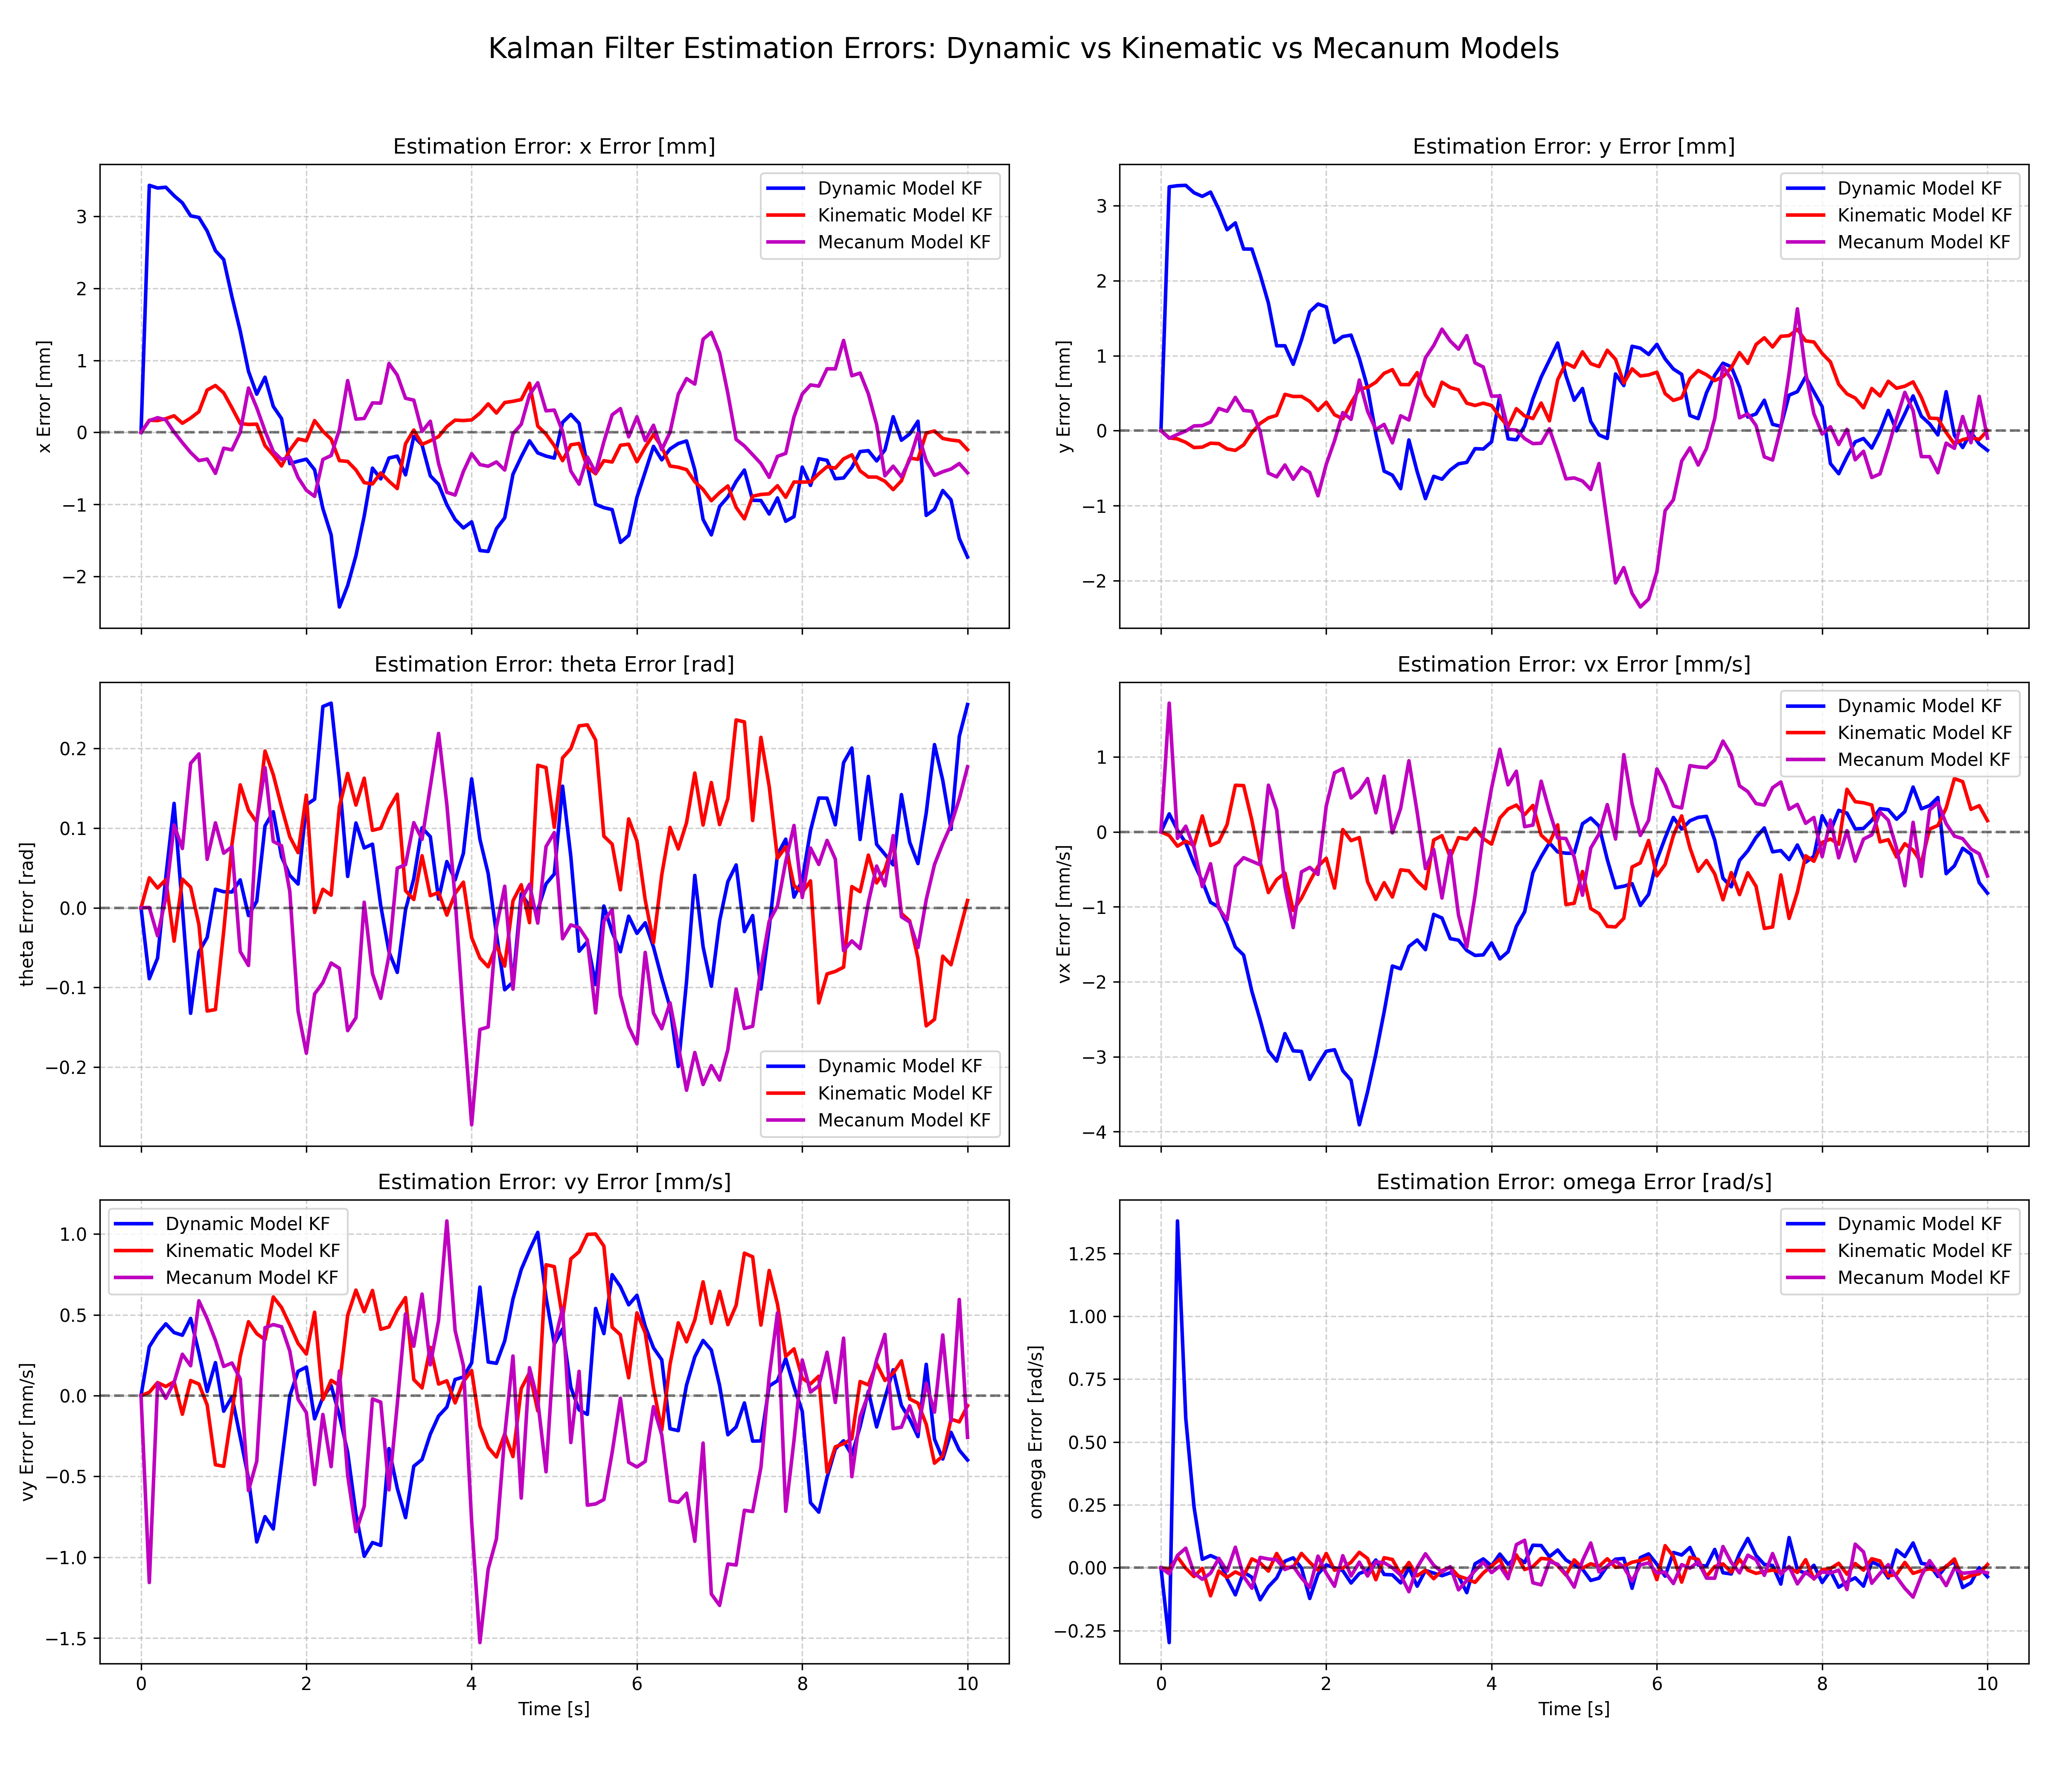 Kalman Filter Estimation Errors: Dynamic vs Kinematic vs Mecanum Models
Estimation Error: x Error [mm]
x Error [mm]
3
2
1
0
−1
−2
Dynamic Model KF
Kinematic Model KF
Mecanum Model KF
Estimation Error: y Error [mm]
y Error [mm]
3
2
1
0
−1
−2
Dynamic Model KF
Kinematic Model KF
Mecanum Model KF
Estimation Error: theta Error [rad]
theta Error [rad]
0.2
0.1
0.0
−0.1
−0.2
Dynamic Model KF
Kinematic Model KF
Mecanum Model KF
Estimation Error: vx Error [mm/s]
vx Error [mm/s]
1
0
−1
−2
−3
−4
Dynamic Model KF
Kinematic Model KF
Mecanum Model KF
Estimation Error: vy Error [mm/s]
vy Error [mm/s]
1.0
0.5
0.0
−0.5
−1.0
−1.5
Dynamic Model KF
Kinematic Model KF
Mecanum Model KF
0 2 4 6 8 10
Time [s]
Estimation Error: omega Error [rad/s]
omega Error [rad/s]
1.25
1.00
0.75
0.50
0.25
0.00
−0.25
Dynamic Model KF
Kinematic Model KF
Mecanum Model KF
0 2 4 6 8 10
Time [s]